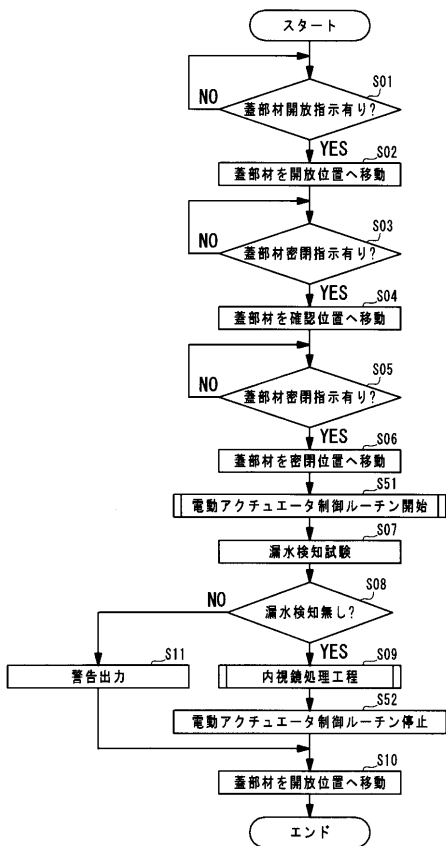 スタート
S01
蓋部材開放指示有り?
NO
YES
S02
蓋部材を開放位置へ移動
S03
蓋部材密閉指示有り?
NO
YES
S04
蓋部材を確認位置へ移動
S05
蓋部材密閉指示有り?
NO
YES
S06
蓋部材を密閉位置へ移動
S51
電動アクチュエータ制御ルーチン開始
S07
漏水検知試験
S08
漏水検知無し?
NO
YES
S11
警告出力
S09
内視鏡処理工程
S52
電動アクチュエータ制御ルーチン停止
S10
蓋部材を開放位置へ移動
エンド